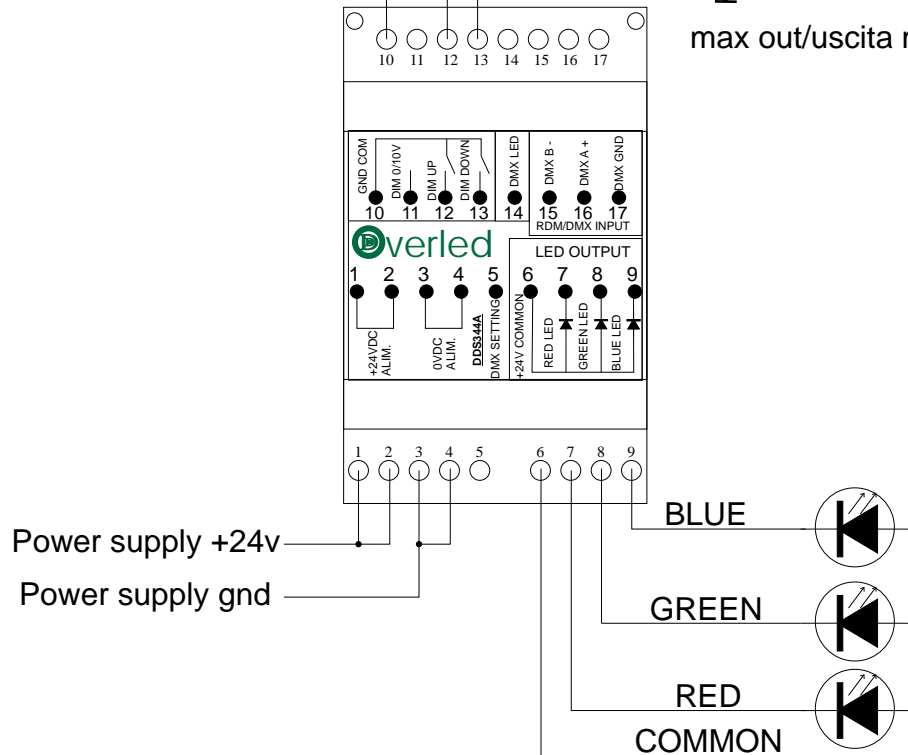 max out/uscita
10 11 12 13 14 15 16 17
GND COM
DIM 0/10V
DIM UP
DIM DOWN
DMX LED
DMX B -
DMX A +
DMX GND
10 11 12 13 14 15 16 17
RDM/DMX INPUT
Overled
LED OUTPUT
1 2 3 4 5 6 7 8 9
+24VDC
ALIM.
0VDC
ALIM.
DDS344A
DMX SETTING
+24V COMMON
RED LED
GREEN LED
BLUE LED
1 2 3 4 5 6 7 8 9
BLUE
Power supply +24v
Power supply gnd
GREEN
RED
COMMON